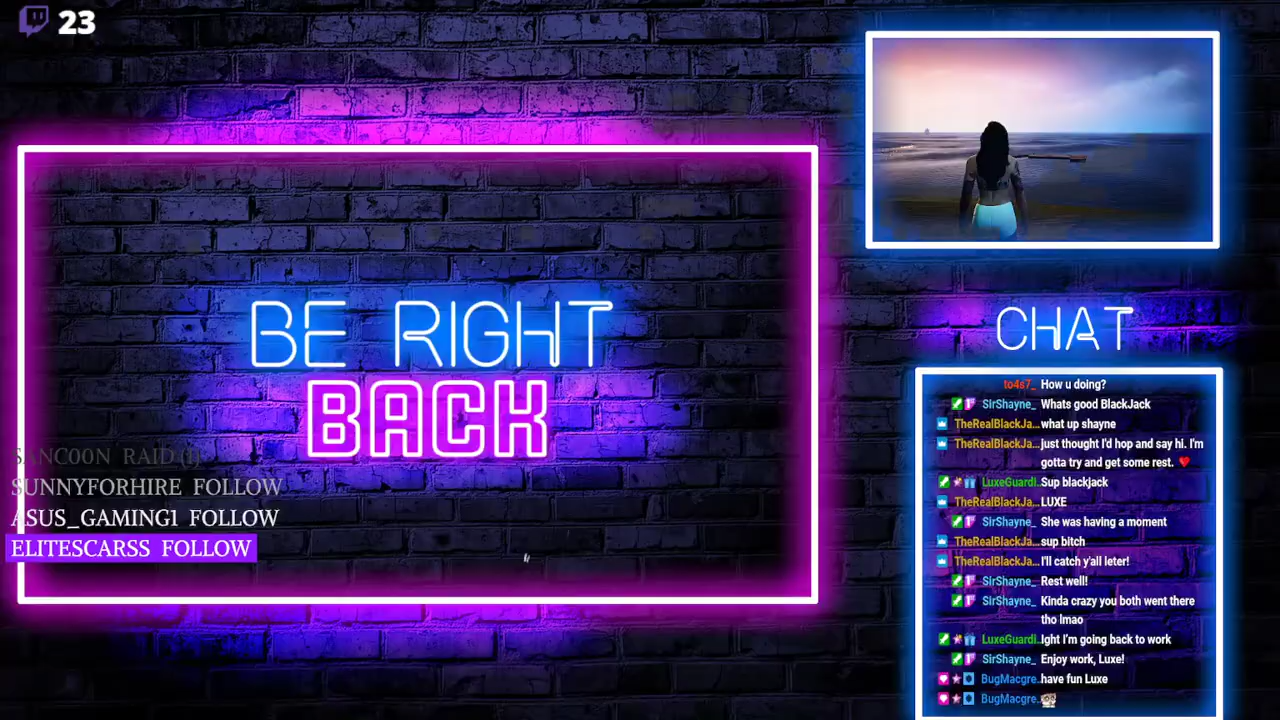 23
BE RIGHT
BACK
SANC00N RAID (1)
SUNNYFORHIRE FOLLOW
ASUS_GAMING1 FOLLOW
ELITESCARSS FOLLOW
CHAT
to4s7_ How u doing?
SirShayne_ Whats good BlackJack
TheRealBlackJa... what up shayne
TheRealBlackJa... just thought I'd hop and say hi. I'm
gotta try and get some rest.
LuxeGuardi... Sup blackjack
TheRealBlackJa... LUXE
SirShayne_ She was having a moment
TheRealBlackJa... sup bitch
TheRealBlackJa... I'll catch y'all leter!
SirShayne_ Rest well!
SirShayne_ Kinda crazy you both went there
tho lmao
LuxeGuardi... Ight I'm going back to work
SirShayne_ Enjoy work, Luxe!
BugMacgre... have fun Luxe
BugMacgre...